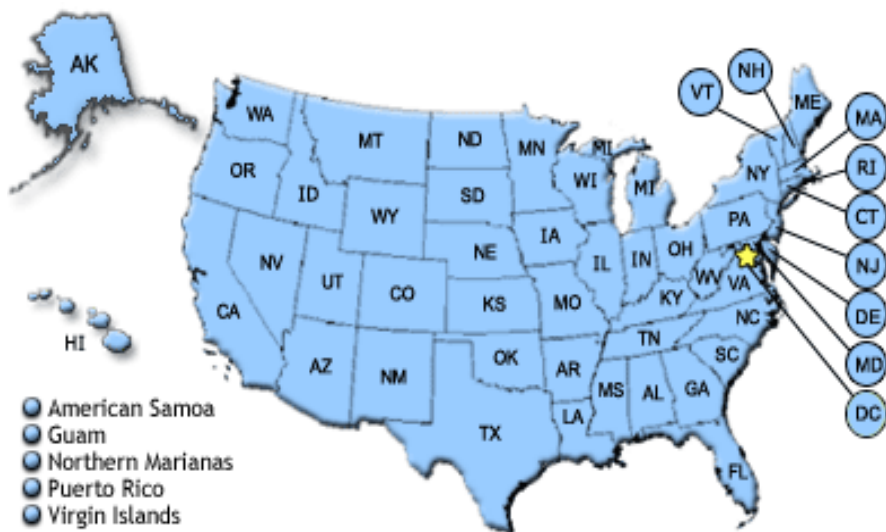 AK
NH
VT
ME
MA
WA
MT
ND
MN
MI
RI
OR
ID
SD
WI
MI
NY
CT
WY
PA
IA
NE
NJ
NV
UT
IL
IN
OH
WV
VA
CO
CA
KS
MO
KY
DE
NC
HI
TN
MD
AZ
NM
OK
AR
SC
MS
AL
GA
DC
American Samoa
LA
TX
Guam
Northern Marianas
FL
Puerto Rico
Virgin Islands